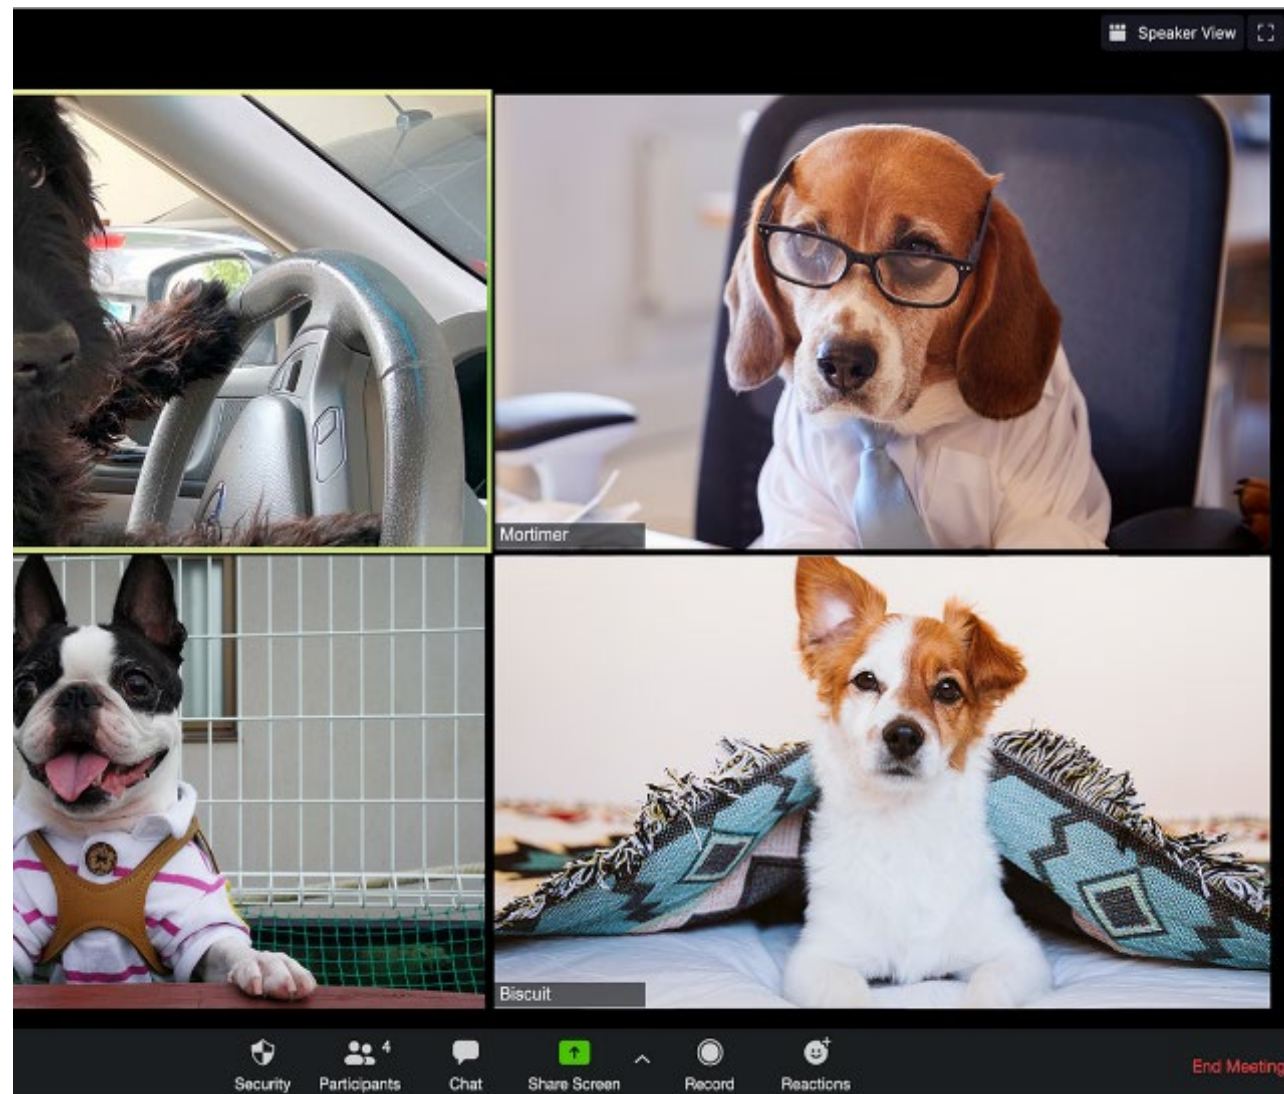 Speaker View
Mortimer
Biscuit
4
Security Participants Chat Share Screen Record Reactions End Meeting